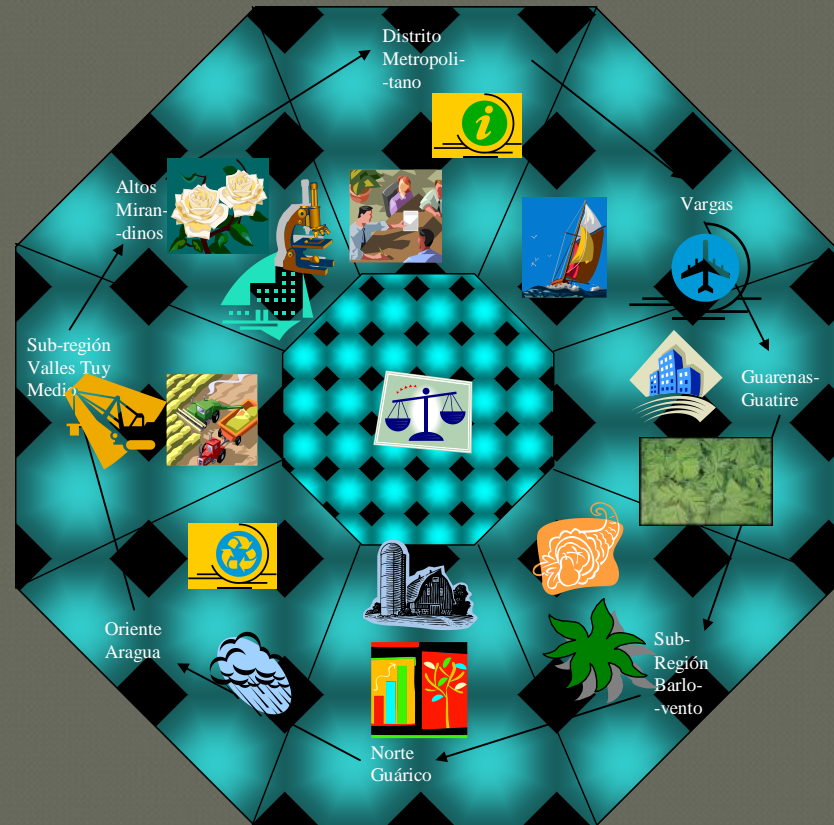 Distrito
Metropoli-
-tano
Vargas
Altos
Miran-
-dinos
Sub-región
Valles Tuy
Medio
Guarenas-
Guatire
Oriente
Aragua
Sub-
Región
Barlo-
-vento
Norte
Guárico